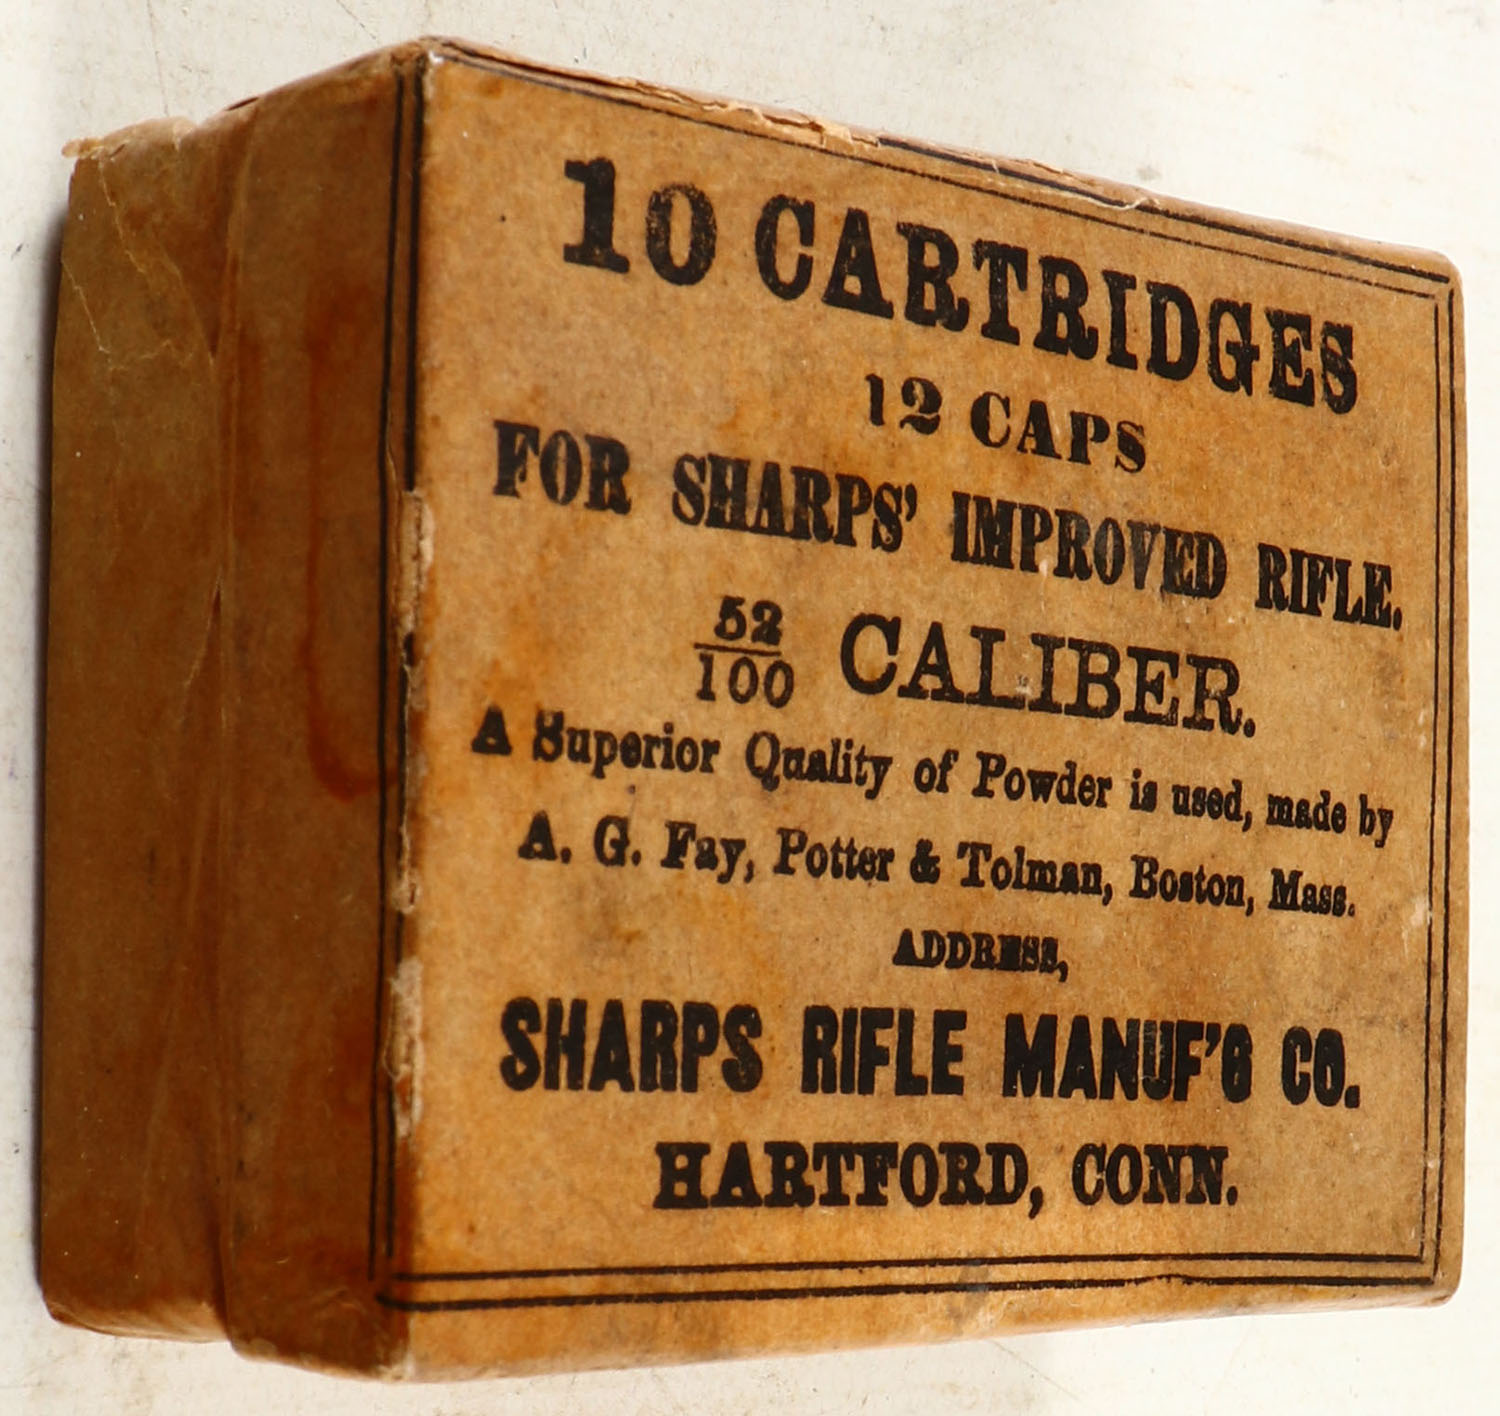 10 CARTRIDGES
12 CAPS
FOR SHARPS' IMPROVED RIFLE.
52/100 CALIBER.
A Superior Quality of Powder is used, made by
A. G. Fay, Potter & Tolman, Boston, Mass.
ADDRESS,
SHARPS RIFLE MANUF'G CO.
HARTFORD, CONN.